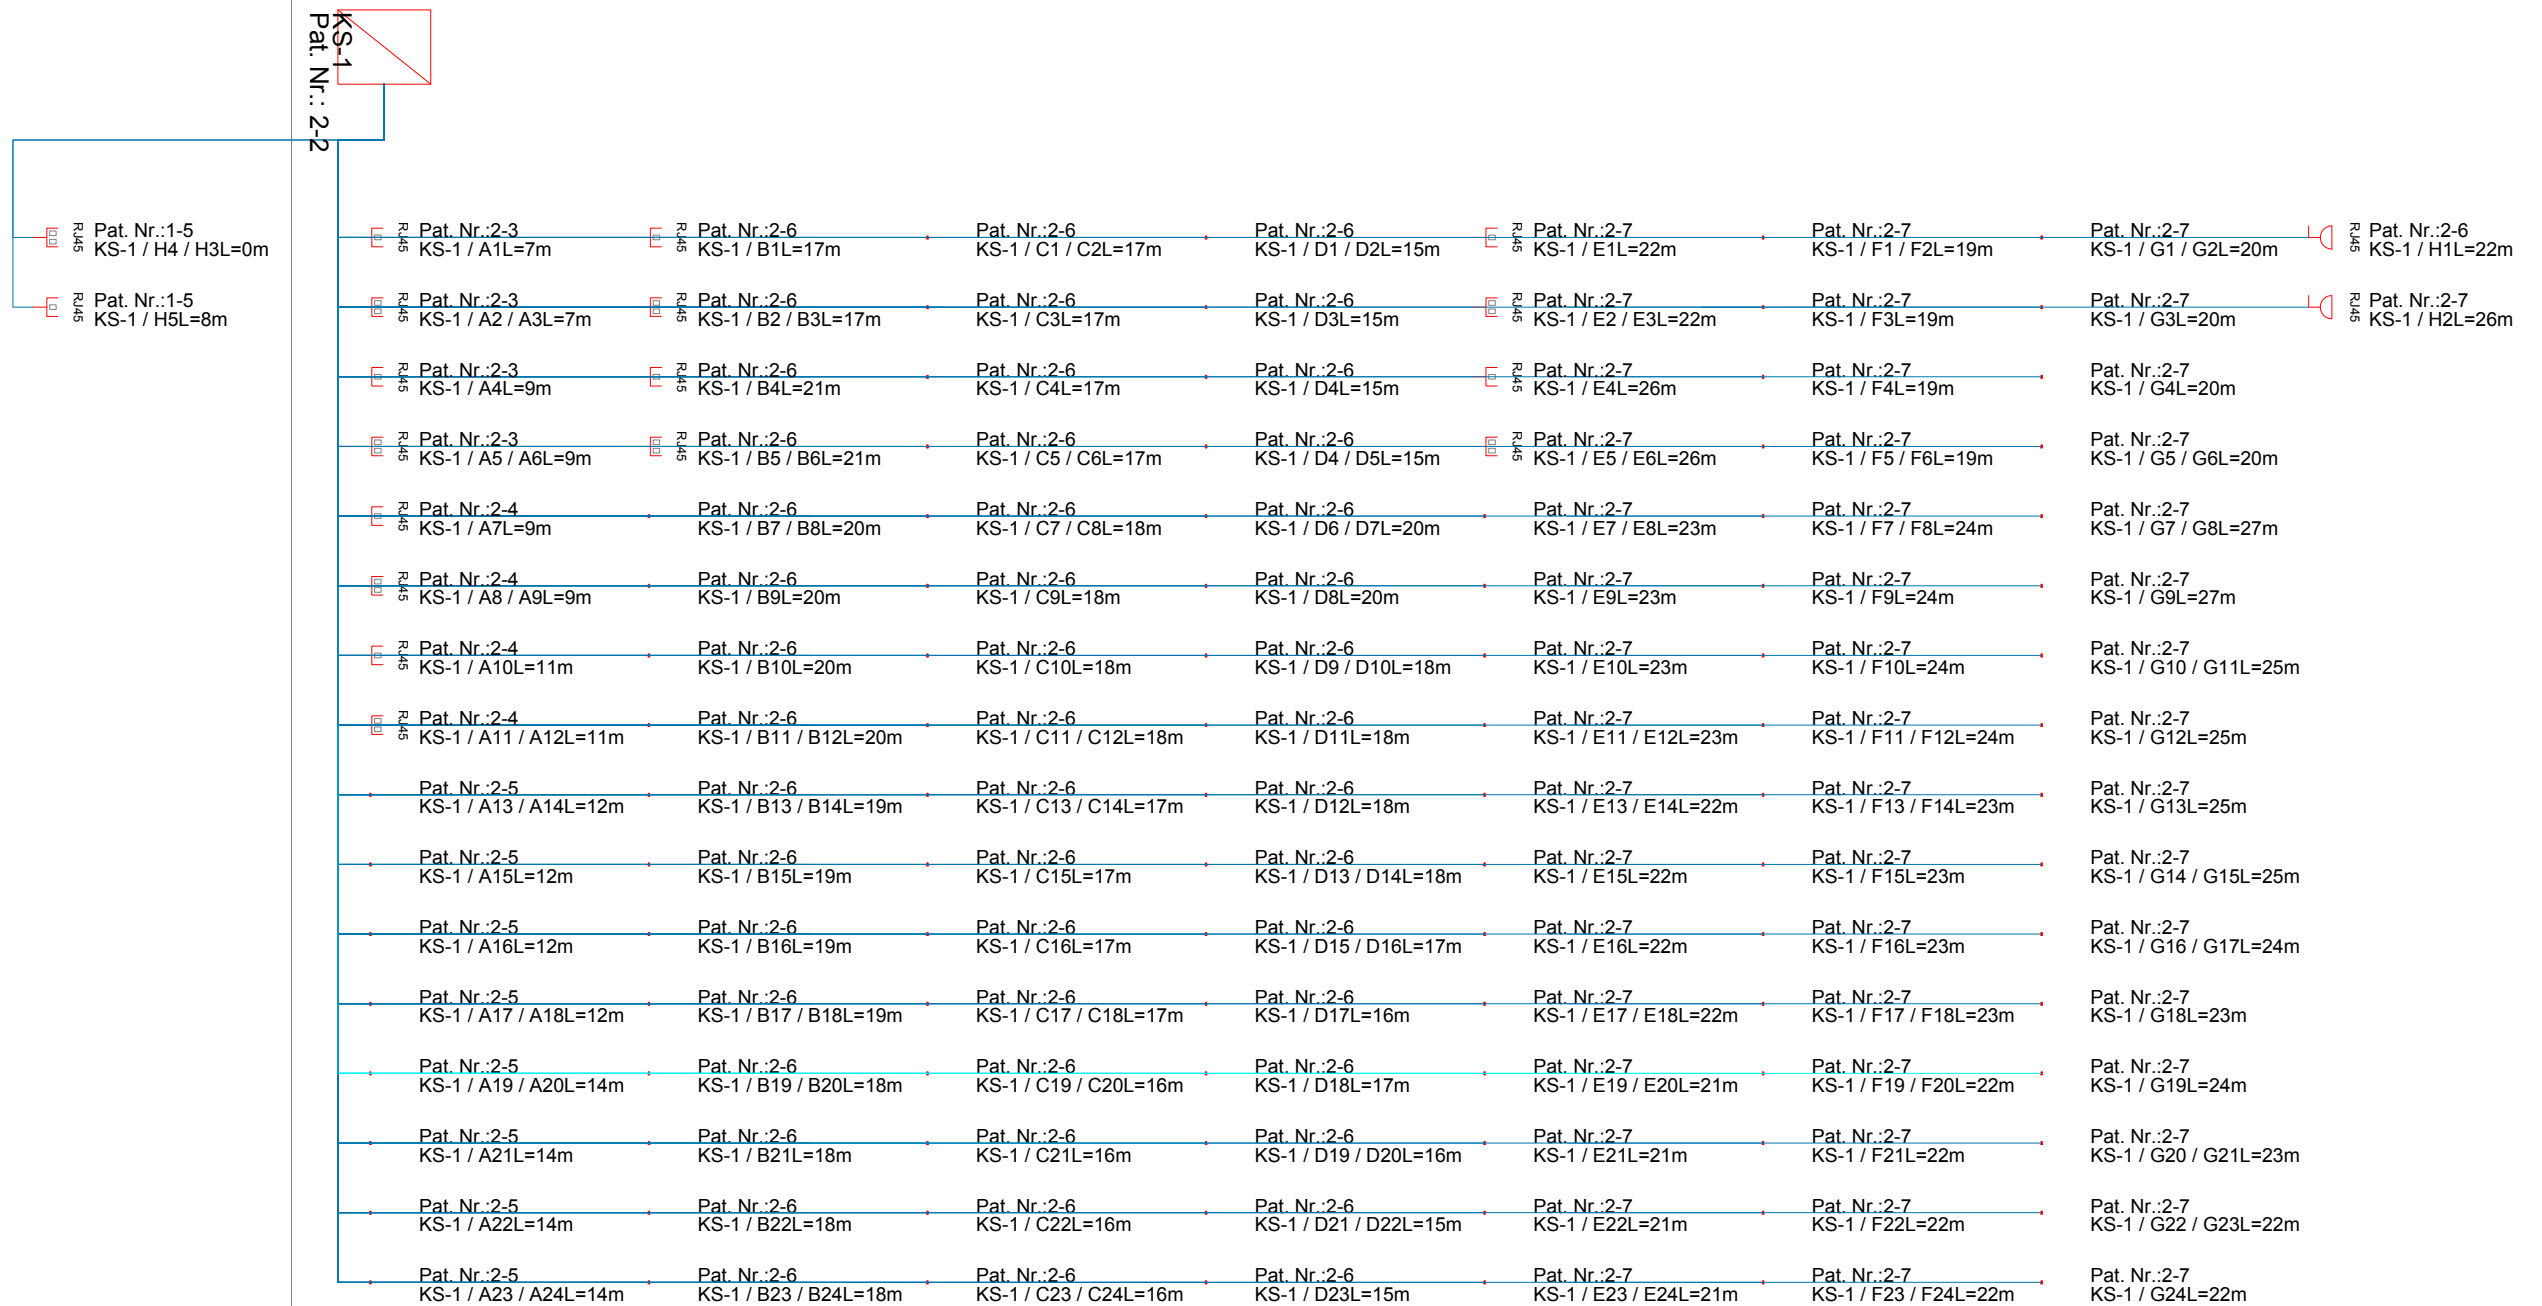 KS-1
Pat. Nr.: 2-2
RJ45
Pat. Nr.:1-5
KS-1 / H4 / H3L=0m
RJ45
Pat. Nr.:1-5
KS-1 / H5L=8m
RJ45
Pat. Nr.:2-3
KS-1 / A1L=7m
RJ45
Pat. Nr.:2-6
KS-1 / B1L=17m
Pat. Nr.:2-6
KS-1 / C1 / C2L=17m
Pat. Nr.:2-6
KS-1 / D1 / D2L=15m
RJ45
Pat. Nr.:2-7
KS-1 / E1L=22m
Pat. Nr.:2-7
KS-1 / F1 / F2L=19m
Pat. Nr.:2-7
KS-1 / G1 / G2L=20m
RJ45
Pat. Nr.:2-6
KS-1 / H1L=22m
RJ45
Pat. Nr.:2-3
KS-1 / A2 / A3L=7m
RJ45
Pat. Nr.:2-6
KS-1 / B2 / B3L=17m
Pat. Nr.:2-6
KS-1 / C3L=17m
Pat. Nr.:2-6
KS-1 / D3L=15m
RJ45
Pat. Nr.:2-7
KS-1 / E2 / E3L=22m
Pat. Nr.:2-7
KS-1 / F3L=19m
Pat. Nr.:2-7
KS-1 / G3L=20m
RJ45
Pat. Nr.:2-7
KS-1 / H2L=26m
RJ45
Pat. Nr.:2-3
KS-1 / A4L=9m
RJ45
Pat. Nr.:2-6
KS-1 / B4L=21m
Pat. Nr.:2-6
KS-1 / C4L=17m
Pat. Nr.:2-6
KS-1 / D4L=15m
RJ45
Pat. Nr.:2-7
KS-1 / E4L=26m
Pat. Nr.:2-7
KS-1 / F4L=19m
Pat. Nr.:2-7
KS-1 / G4L=20m
RJ45
Pat. Nr.:2-3
KS-1 / A5 / A6L=9m
RJ45
Pat. Nr.:2-6
KS-1 / B5 / B6L=21m
Pat. Nr.:2-6
KS-1 / C5 / C6L=17m
Pat. Nr.:2-6
KS-1 / D4 / D5L=15m
RJ45
Pat. Nr.:2-7
KS-1 / E5 / E6L=26m
Pat. Nr.:2-7
KS-1 / F5 / F6L=19m
Pat. Nr.:2-7
KS-1 / G5 / G6L=20m
RJ45
Pat. Nr.:2-4
KS-1 / A7L=9m
Pat. Nr.:2-6
KS-1 / B7 / B8L=20m
Pat. Nr.:2-6
KS-1 / C7 / C8L=18m
Pat. Nr.:2-6
KS-1 / D6 / D7L=20m
Pat. Nr.:2-7
KS-1 / E7 / E8L=23m
Pat. Nr.:2-7
KS-1 / F7 / F8L=24m
Pat. Nr.:2-7
KS-1 / G7 / G8L=27m
RJ45
Pat. Nr.:2-4
KS-1 / A8 / A9L=9m
Pat. Nr.:2-6
KS-1 / B9L=20m
Pat. Nr.:2-6
KS-1 / C9L=18m
Pat. Nr.:2-6
KS-1 / D8L=20m
Pat. Nr.:2-7
KS-1 / E9L=23m
Pat. Nr.:2-7
KS-1 / F9L=24m
Pat. Nr.:2-7
KS-1 / G9L=27m
RJ45
Pat. Nr.:2-4
KS-1 / A10L=11m
Pat. Nr.:2-6
KS-1 / B10L=20m
Pat. Nr.:2-6
KS-1 / C10L=18m
Pat. Nr.:2-6
KS-1 / D9 / D10L=18m
Pat. Nr.:2-7
KS-1 / E10L=23m
Pat. Nr.:2-7
KS-1 / F10L=24m
Pat. Nr.:2-7
KS-1 / G10 / G11L=25m
RJ45
Pat. Nr.:2-4
KS-1 / A11 / A12L=11m
Pat. Nr.:2-6
KS-1 / B11 / B12L=20m
Pat. Nr.:2-6
KS-1 / C11 / C12L=18m
Pat. Nr.:2-6
KS-1 / D11L=18m
Pat. Nr.:2-7
KS-1 / E11 / E12L=23m
Pat. Nr.:2-7
KS-1 / F11 / F12L=24m
Pat. Nr.:2-7
KS-1 / G12L=25m
Pat. Nr.:2-5
KS-1 / A13 / A14L=12m
Pat. Nr.:2-6
KS-1 / B13 / B14L=19m
Pat. Nr.:2-6
KS-1 / C13 / C14L=17m
Pat. Nr.:2-6
KS-1 / D12L=18m
Pat. Nr.:2-7
KS-1 / E13 / E14L=22m
Pat. Nr.:2-7
KS-1 / F13 / F14L=23m
Pat. Nr.:2-7
KS-1 / G13L=25m
Pat. Nr.:2-5
KS-1 / A15L=12m
Pat. Nr.:2-6
KS-1 / B15L=19m
Pat. Nr.:2-6
KS-1 / C15L=17m
Pat. Nr.:2-6
KS-1 / D13 / D14L=18m
Pat. Nr.:2-7
KS-1 / E15L=22m
Pat. Nr.:2-7
KS-1 / F15L=23m
Pat. Nr.:2-7
KS-1 / G14 / G15L=25m
Pat. Nr.:2-5
KS-1 / A16L=12m
Pat. Nr.:2-6
KS-1 / B16L=19m
Pat. Nr.:2-6
KS-1 / C16L=17m
Pat. Nr.:2-6
KS-1 / D15 / D16L=17m
Pat. Nr.:2-7
KS-1 / E16L=22m
Pat. Nr.:2-7
KS-1 / F16L=23m
Pat. Nr.:2-7
KS-1 / G16 / G17L=24m
Pat. Nr.:2-5
KS-1 / A17 / A18L=12m
Pat. Nr.:2-6
KS-1 / B17 / B18L=19m
Pat. Nr.:2-6
KS-1 / C17 / C18L=17m
Pat. Nr.:2-6
KS-1 / D17L=16m
Pat. Nr.:2-7
KS-1 / E17 / E18L=22m
Pat. Nr.:2-7
KS-1 / F17 / F18L=23m
Pat. Nr.:2-7
KS-1 / G18L=23m
Pat. Nr.:2-5
KS-1 / A19 / A20L=14m
Pat. Nr.:2-6
KS-1 / B19 / B20L=18m
Pat. Nr.:2-6
KS-1 / C19 / C20L=16m
Pat. Nr.:2-6
KS-1 / D18L=17m
Pat. Nr.:2-7
KS-1 / E19 / E20L=21m
Pat. Nr.:2-7
KS-1 / F19 / F20L=22m
Pat. Nr.:2-7
KS-1 / G19L=24m
Pat. Nr.:2-5
KS-1 / A21L=14m
Pat. Nr.:2-6
KS-1 / B21L=18m
Pat. Nr.:2-6
KS-1 / C21L=16m
Pat. Nr.:2-6
KS-1 / D19 / D20L=16m
Pat. Nr.:2-7
KS-1 / E21L=21m
Pat. Nr.:2-7
KS-1 / F21L=22m
Pat. Nr.:2-7
KS-1 / G20 / G21L=23m
Pat. Nr.:2-5
KS-1 / A22L=14m
Pat. Nr.:2-6
KS-1 / B22L=18m
Pat. Nr.:2-6
KS-1 / C22L=16m
Pat. Nr.:2-6
KS-1 / D21 / D22L=15m
Pat. Nr.:2-7
KS-1 / E22L=21m
Pat. Nr.:2-7
KS-1 / F22L=22m
Pat. Nr.:2-7
KS-1 / G22 / G23L=22m
Pat. Nr.:2-5
KS-1 / A23 / A24L=14m
Pat. Nr.:2-6
KS-1 / B23 / B24L=18m
Pat. Nr.:2-6
KS-1 / C23 / C24L=16m
Pat. Nr.:2-6
KS-1 / D23L=15m
Pat. Nr.:2-7
KS-1 / E23 / E24L=21m
Pat. Nr.:2-7
KS-1 / F23 / F24L=22m
Pat. Nr.:2-7
KS-1 / G24L=22m